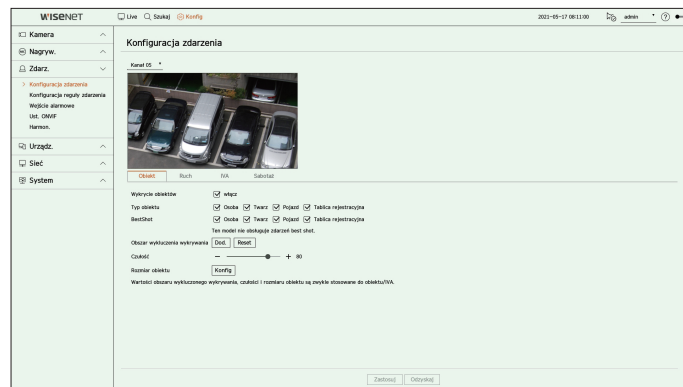 WISENET
Live Szukaj Konfig
2021-05-17 08:11:00 admin ?
Kamera
Nagryw.
Zdarz.
> Konfiguracja zdarzenia
Konfiguracja reguły zdarzenia
Wejście alarmowe
Ust. ONVIF
Harmon.
Urządz.
Sieć
System
Konfiguracja zdarzenia
Kanał 05
Obiekt Ruch IVA Sabotaż
Wykrycie obiektów włącz
Typ obiektu Osoba Twarz Pojazd Tablica rejestracyjna
BestShot Osoba Twarz Pojazd Tablica rejestracyjna
Ten model nie obsługuje zdarzeń best shot.
Obszar wykluczenia wykrywania Dod. Reset
Czułość − + 80
Rozmiar obiektu Konfig
Wartości obszaru wykluczonego wykrywania, czułości i rozmiaru obiektu są zwykle stosowane do obiektu/IVA.
Zastosuj Odzyskaj